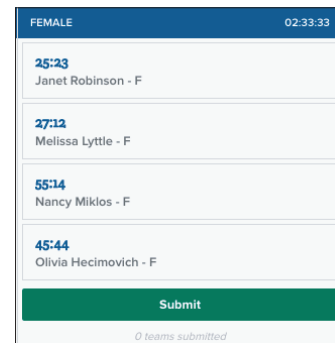 FEMALE 02:33:33
25:23
Janet Robinson - F
27:12
Melissa Lyttle - F
55:14
Nancy Miklos - F
45:44
Olivia Hecimovich - F
Submit
0 teams submitted